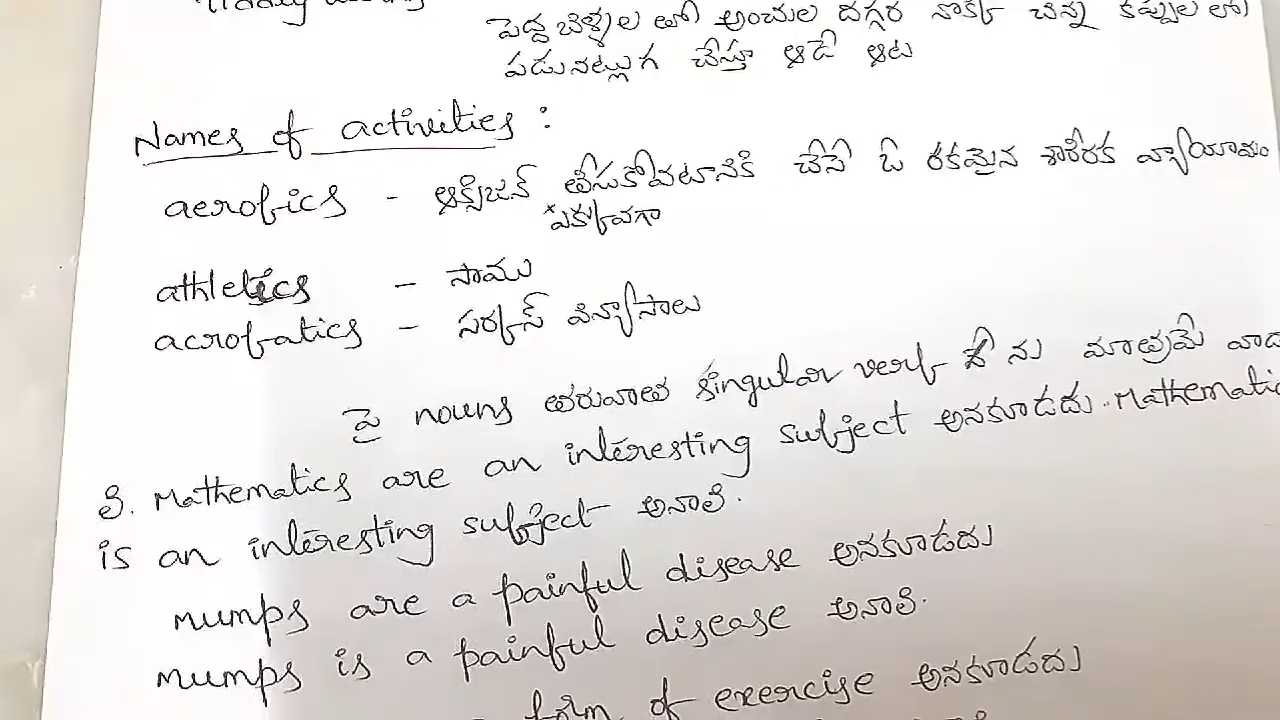 పెద్ద బళ్ళల లో అంచుల దగ్గర నొక్కి చిన్న కప్పుల లో
పడునట్లుగ చేస్తూ ఆడే ఆట
Names of activities :
aerobics - ఆక్సిజన్ తీసుకోవటానికి చేసే ఓ రకమైన శారీరక వ్యాయామం
ఎక్కువగా
athletics - సాము
acrobatics - సర్కస్ విన్యాసాలు
పై nouns తరువాత singular verb ను మాత్రమే
Mathematics are an interesting subject అనకూడదు. Mathematics
is an interesting subject అనాలి.
mumps are a painful disease అనకూడదు
mumps is a painful disease అనాలి.
form of exercise అనకూడదు